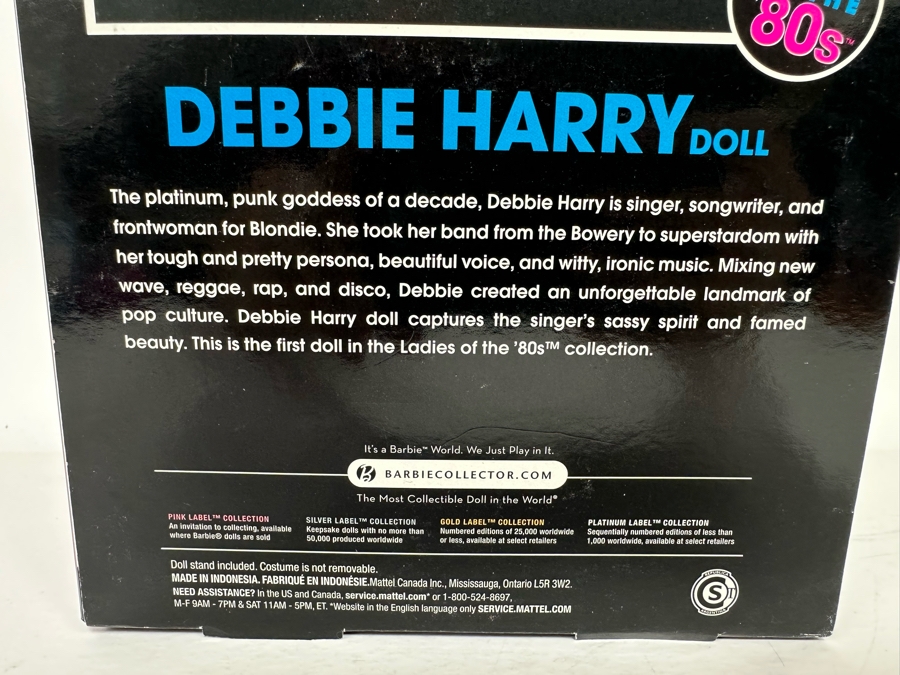 THE
80s™
DEBBIE HARRY DOLL
The platinum, punk goddess of a decade, Debbie Harry is singer, songwriter, and
frontwoman for Blondie. She took her band from the Bowery to superstardom with
her tough and pretty persona, beautiful voice, and witty, ironic music. Mixing new
wave, reggae, rap, and disco, Debbie created an unforgettable landmark of
pop culture. Debbie Harry doll captures the singer's sassy spirit and famed
beauty. This is the first doll in the Ladies of the '80s™ collection.
It's a Barbie™ World. We Just Play in It.
B BARBIECOLLECTOR.COM
The Most Collectible Doll in the World®
PINK LABEL™ COLLECTION
An invitation to collecting, available
where Barbie® dolls are sold
SILVER LABEL™ COLLECTION
Keepsake dolls with no more than
50,000 produced worldwide
GOLD LABEL™ COLLECTION
Numbered editions of 25,000 worldwide
or less, available at select retailers
PLATINUM LABEL™ COLLECTION
Sequentially numbered editions of less than
1,000 worldwide, available at select retailers
Doll stand included. Costume is not removable.
MADE IN INDONESIA. FABRIQUÉ EN INDONÉSIE. Mattel Canada Inc., Mississauga, Ontario L5R 3W2.
NEED ASSISTANCE? In the US and Canada, service.mattel.com* or 1-800-524-8697,
M-F 9AM - 7PM & SAT 11AM - 5PM, ET. *Website in the English language only SERVICE.MATTEL.COM
REPUBLICA
S
ARGENTINA